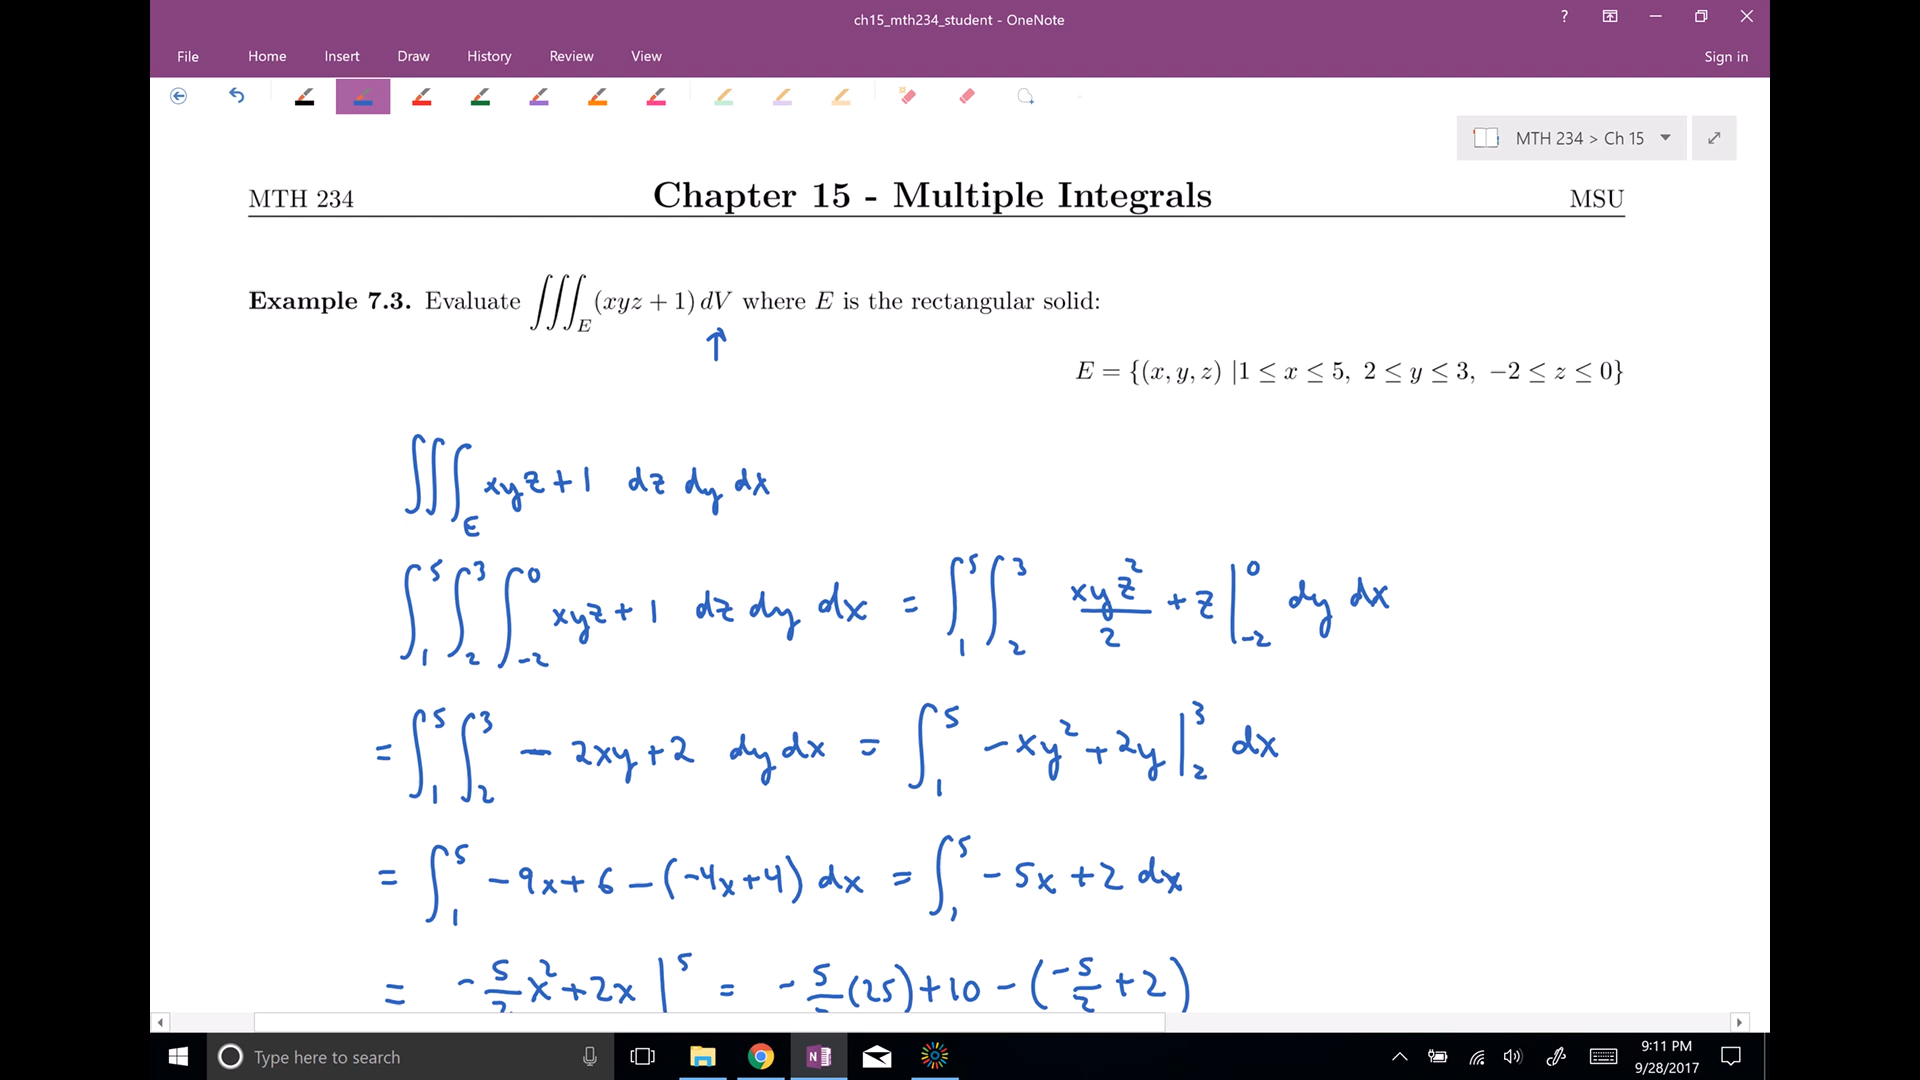 ch15_mth234_student - OneNote
?
File Home Insert Draw History Review View Sign in
MTH 234 > Ch 15
MTH 234 Chapter 15 - Multiple Integrals MSU
Example 7.3. Evaluate ∭_E (xyz + 1) dV where E is the rectangular solid:
↑
E = {(x, y, z) |1 ≤ x ≤ 5, 2 ≤ y ≤ 3, −2 ≤ z ≤ 0}
∭_E xyz + 1 dz dy dx
∫_1^5 ∫_2^3 ∫_-2^0 xyz + 1 dz dy dx = ∫_1^5 ∫_2^3 xyz^2/2 + z |_-2^0 dy dx
= ∫_1^5 ∫_2^3 - 2xy + 2 dy dx = ∫_1^5 - xy^2 + 2y |_2^3 dx
= ∫_1^5 - 9x + 6 - (-4x + 4) dx = ∫_1^5 - 5x + 2 dx
= - 5/2 x^2 + 2x |^5 = - 5/2 (25) + 10 - (- 5/2 + 2)
Type here to search
N
9:11 PM
9/28/2017